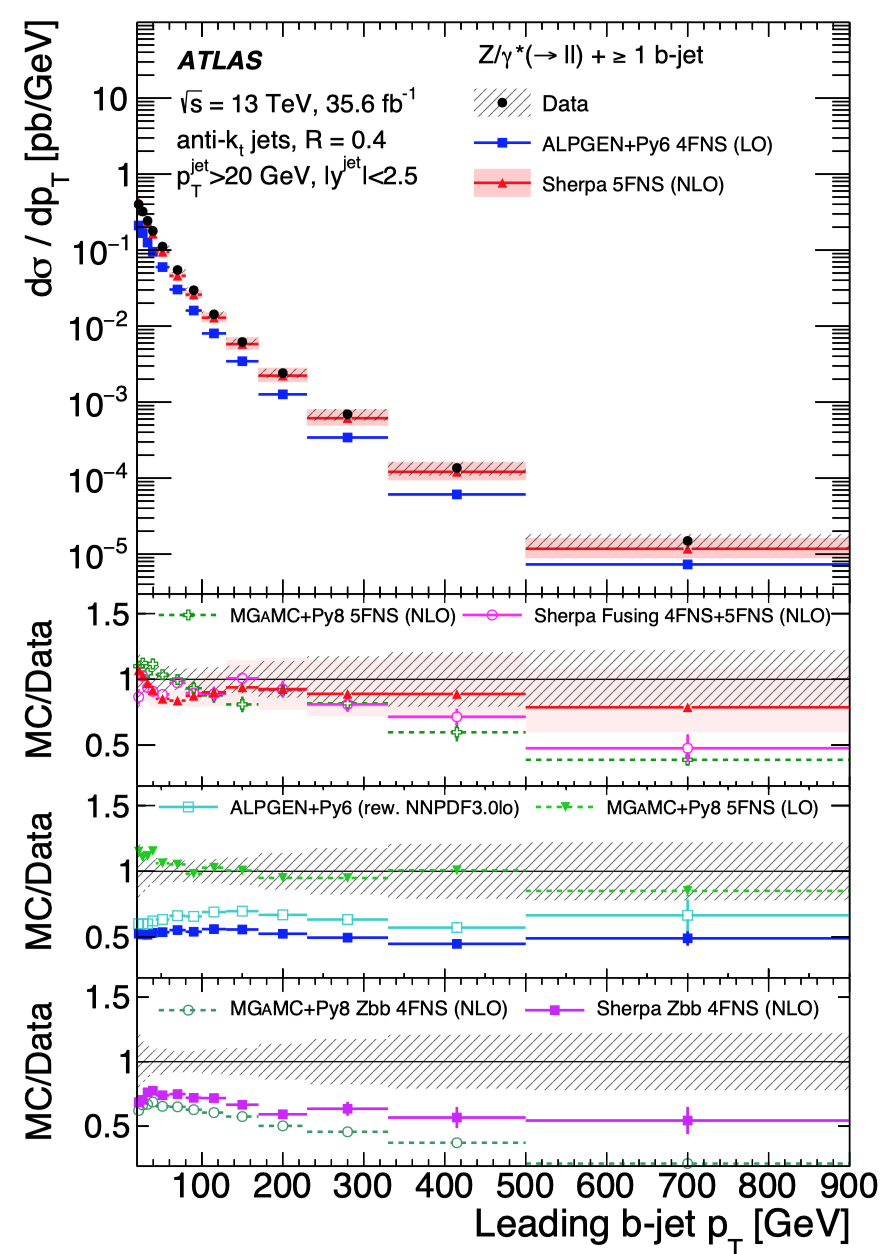 ATLAS
√s = 13 TeV, 35.6 fb⁻¹
anti-kₜ jets, R = 0.4
p_T^jet>20 GeV, |y^jet|<2.5
Z/γ*(→ ll) + ≥ 1 b-jet
Data
ALPGEN+Py6 4FNS (LO)
Sherpa 5FNS (NLO)
dσ / dp_T [pb/GeV]
10
1
10⁻¹
10⁻²
10⁻³
10⁻⁴
10⁻⁵
MGAMC+Py8 5FNS (NLO)
Sherpa Fusing 4FNS+5FNS (NLO)
MC/Data
1.5
1
0.5
ALPGEN+Py6 (rew. NNPDF3.0lo)
MGAMC+Py8 5FNS (LO)
MC/Data
1.5
1
0.5
MGAMC+Py8 Zbb 4FNS (NLO)
Sherpa Zbb 4FNS (NLO)
MC/Data
1.5
1
0.5
100 200 300 400 500 600 700 800 900
Leading b-jet p_T [GeV]